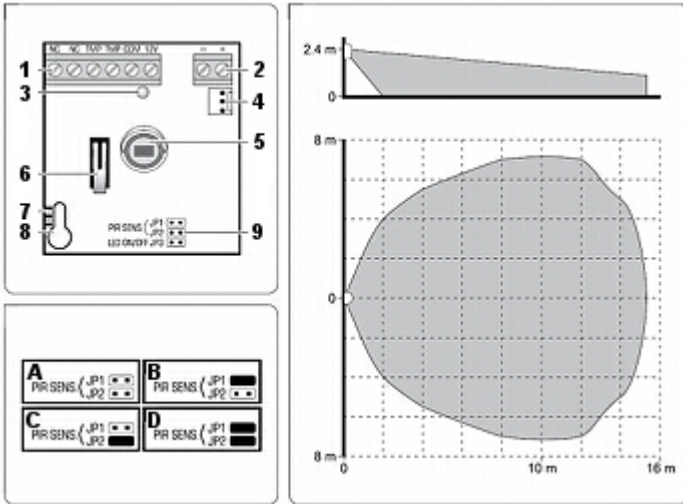 NC NC TMP TMP COM 12V
1
2
3
4
5
6
7
8
PIR SENS. ( JP1
JP2
9
LED ON/OFF JP3
A
PIR SENS. ( JP1
JP2
B
PIR SENS. ( JP1
JP2
C
PIR SENS. ( JP1
JP2
D
PIR SENS. ( JP1
JP2
2.4 m
0
8 m
0
8 m
0 10 m 16 m